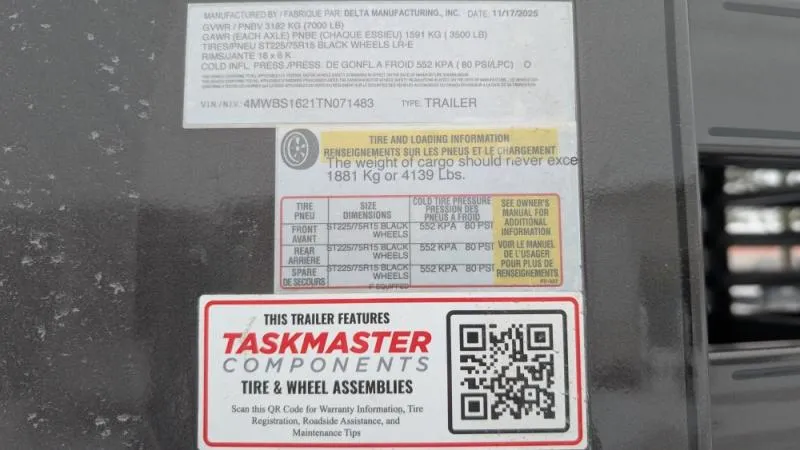 MANUFACTURED BY / FABRIQUE PAR: DELTA MANUFACTURING., INC. DATE: 11/17/2025
GVWR / PNBV 3182 KG (7000 LB)
GAWR (EACH AXLE) PNBE (CHAQUE ESSIEU) 1591 KG ( 3500 LB)
TIRES/PNEU ST225/75R15 BLACK WHEELS LR-E
RIMS/JANTE 16 x 6 K
COLD INFL. PRESS./PRESS. DE GONFL.A FROID 552 KPA ( 80 PSI/LPC) O
V.I.N./N.I.V.: 4MWBS1621TN071483 TYPE: TRAILER
TIRE AND LOADING INFORMATION
RENSEIGNEMENTS SUR LES PNEUS ET LE CHARGEMENT
The weight of cargo should never exce
1881 Kg or 4139 Lbs.
TIRE PNEU SIZE DIMENSIONS COLD TIRE PRESSURE PRESSION DES PNEUS A FROID
FRONT AVANT ST225/75R15 BLACK WHEELS 552 KPA 80 PSI
REAR ARRIÈRE ST225/75R15 BLACK WHEELS 552 KPA 80 PSI
SPARE DE SECOURS ST225/75R15 BLACK WHEELS 552 KPA 80 PSI
IF EQUIPPED
SEE OWNER'S
MANUAL FOR
ADDITIONAL
INFORMATION
VOIR LE MANUEL
DE L'USAGER
POUR PLUS DE
RENSEIGNEMENTS
THIS TRAILER FEATURES
TASKMASTER
COMPONENTS
TIRE & WHEEL ASSEMBLIES
Scan this QR Code for Warranty Information, Tire
Registration, Roadside Assistance, and
Maintenance Tips